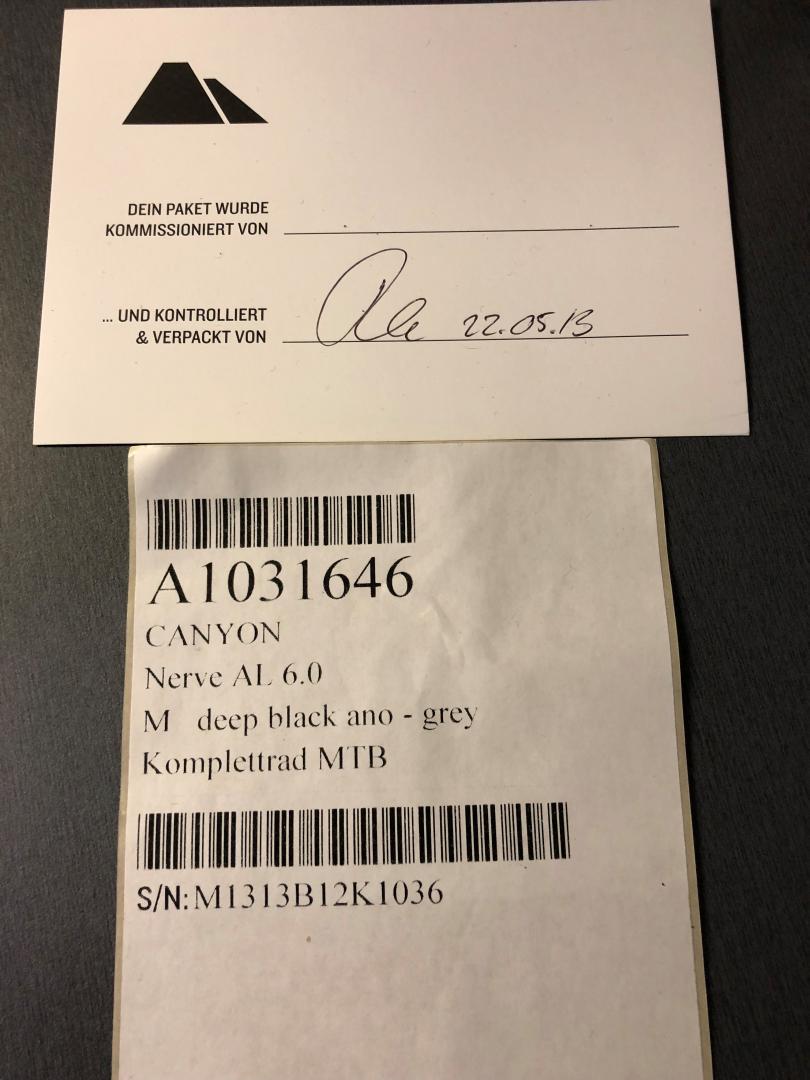 DEIN PAKET WURDE
KOMMISSIONIERT VON
... UND KONTROLLIERT
& VERPACKT VON
22.05.13
A1031646
CANYON
Nerve AL 6.0
M deep black ano - grey
Komplettrad MTB
S/N: M1313B12K1036